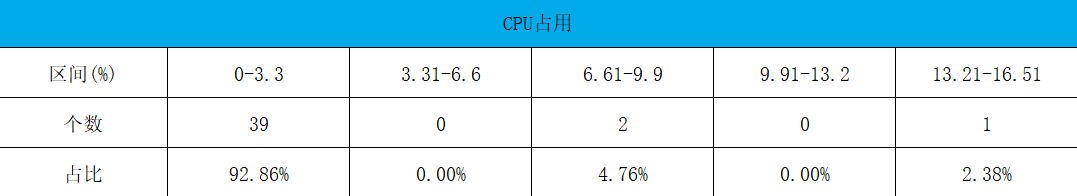 CPU占用
区间(%) 0-3.3 3.31-6.6 6.61-9.9 9.91-13.2 13.21-16.51
个数 39 0 2 0 1
占比 92.86% 0.00% 4.76% 0.00% 2.38%